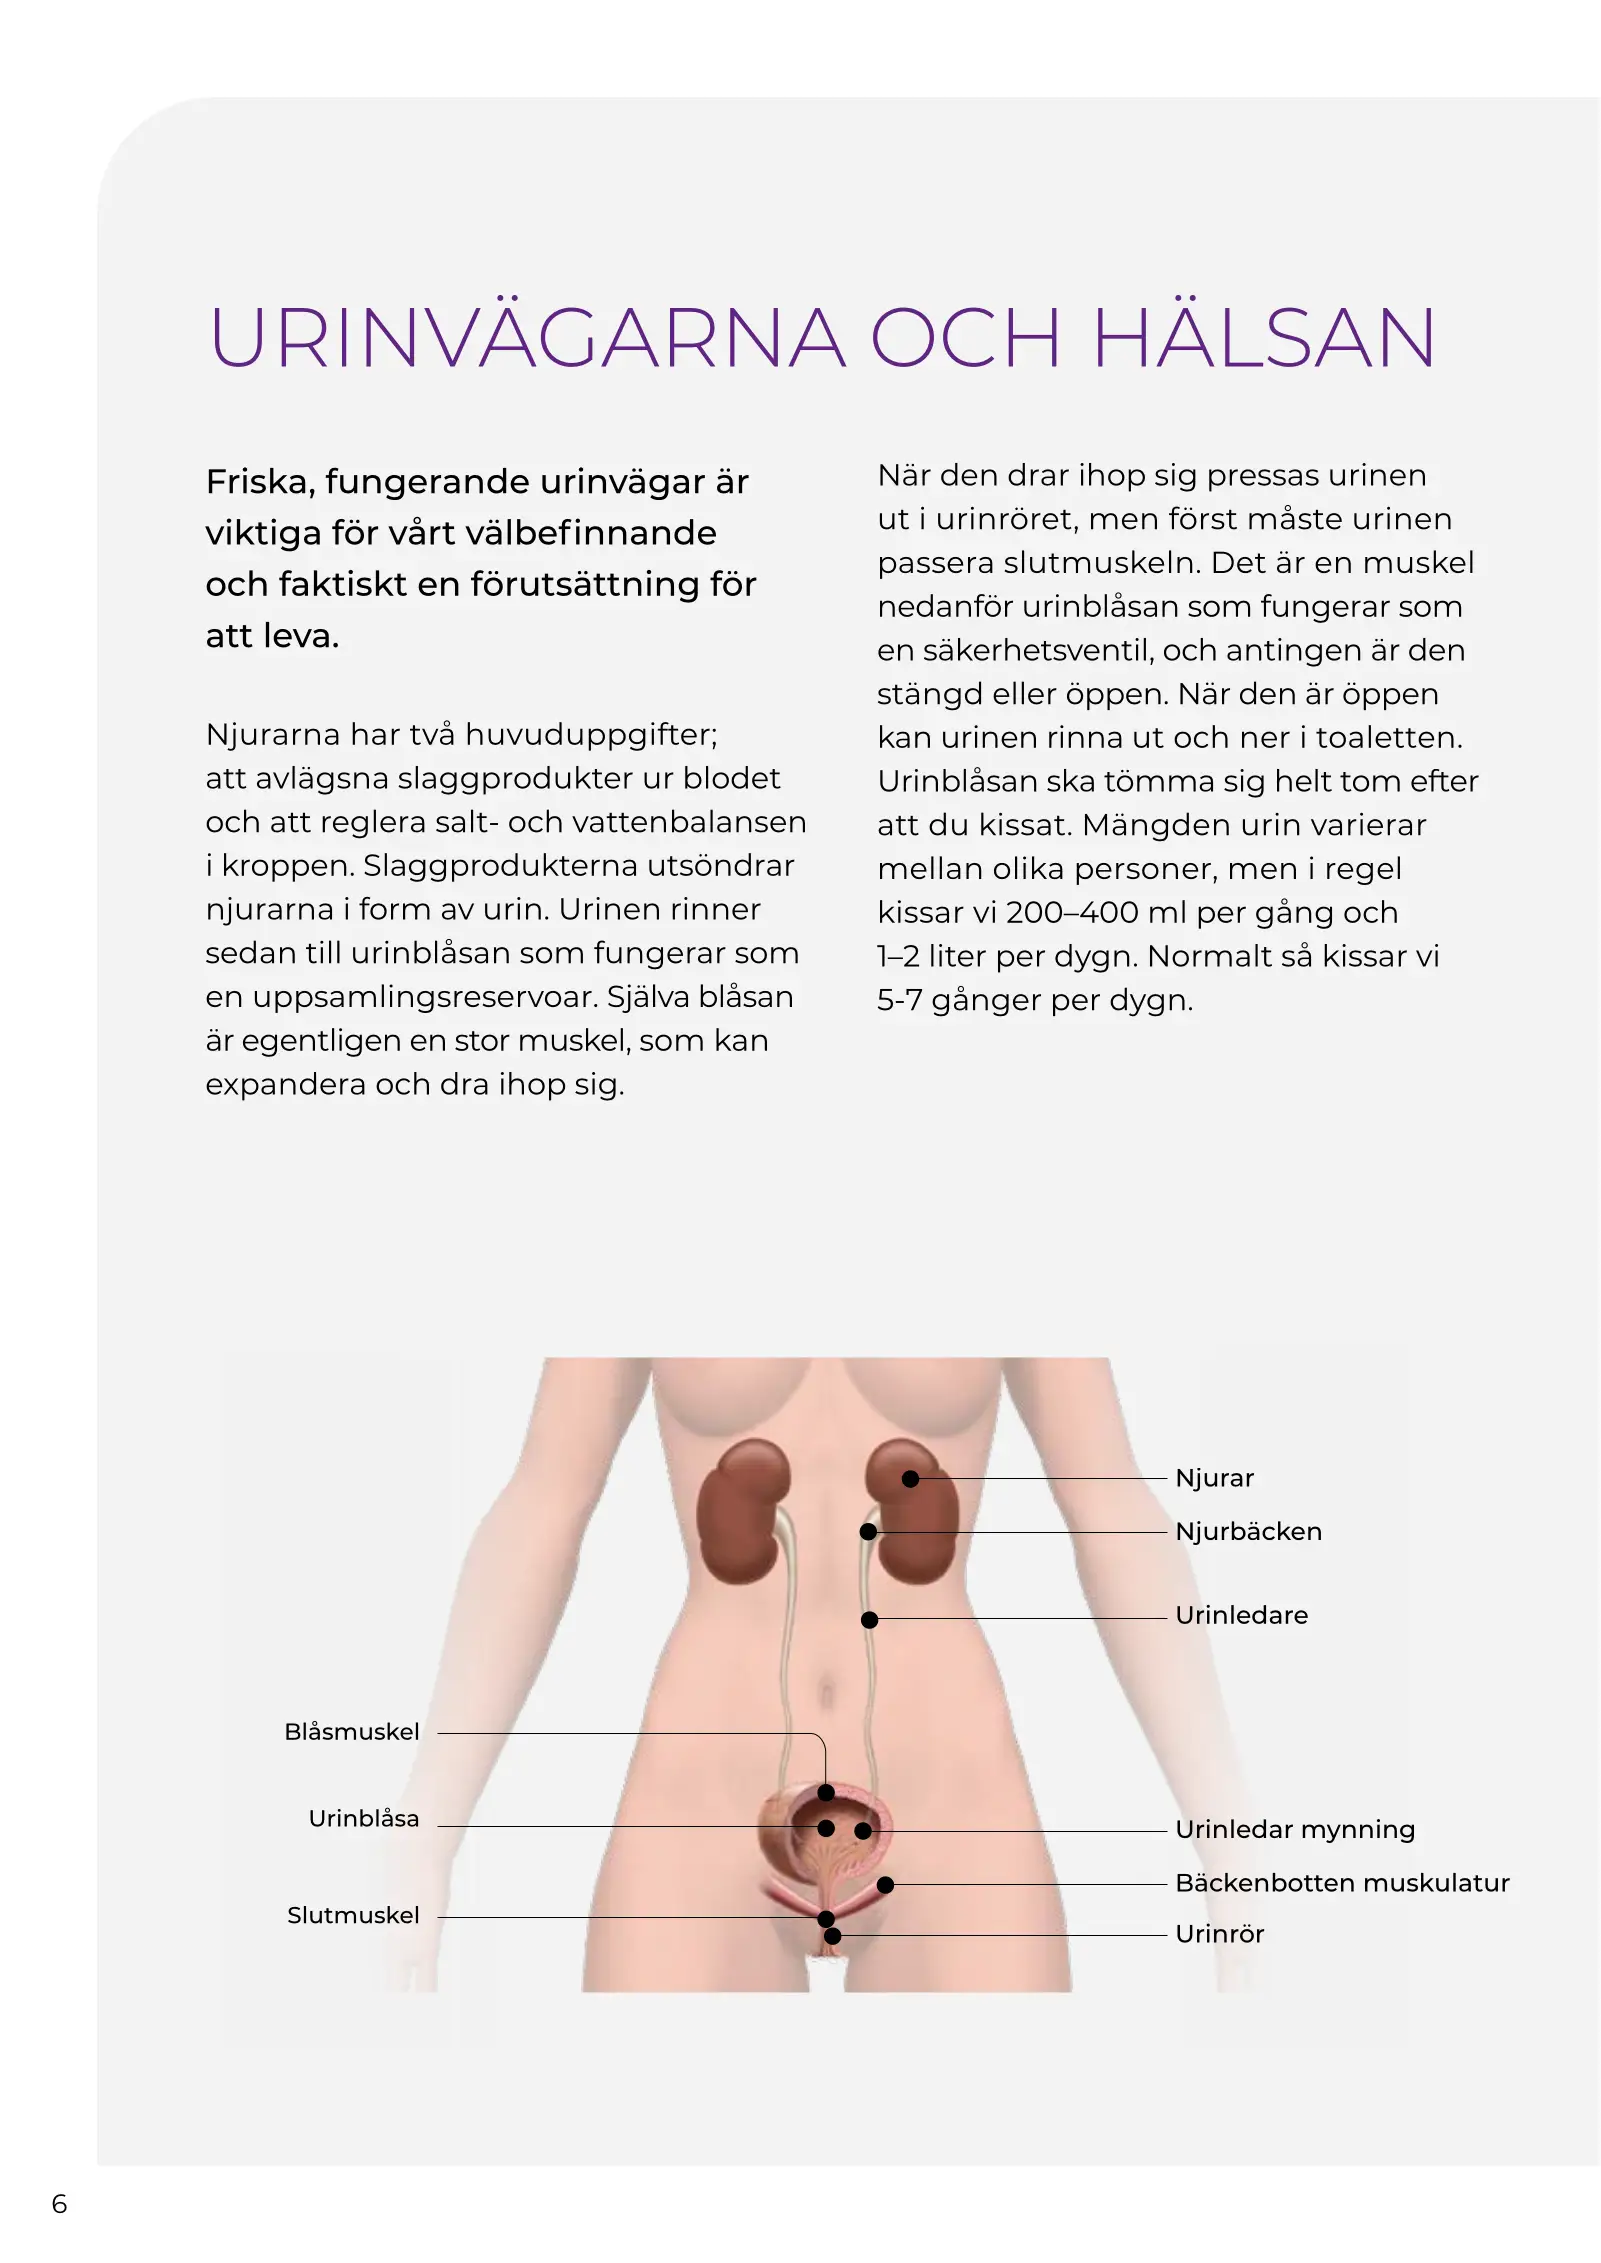 URINVÄGARNA OCH HÄLSAN
Friska, fungerande urinvägar är
viktiga för vårt välbefinnande
och faktiskt en förutsättning för
att leva.
Njurarna har två huvuduppgifter;
att avlägsna slaggprodukter ur blodet
och att reglera salt- och vattenbalansen
i kroppen. Slaggprodukterna utsöndrar
njurarna i form av urin. Urinen rinner
sedan till urinblåsan som fungerar som
en uppsamlingsreservoar. Själva blåsan
är egentligen en stor muskel, som kan
expandera och dra ihop sig.
När den drar ihop sig pressas urinen
ut i urinröret, men först måste urinen
passera slutmuskeln. Det är en muskel
nedanför urinblåsan som fungerar som
en säkerhetsventil, och antingen är den
stängd eller öppen. När den är öppen
kan urinen rinna ut och ner i toaletten.
Urinblåsan ska tömma sig helt tom efter
att du kissat. Mängden urin varierar
mellan olika personer, men i regel
kissar vi 200–400 ml per gång och
1–2 liter per dygn. Normalt så kissar vi
5-7 gånger per dygn.
Njurar
Njurbäcken
Urinledare
Blåsmuskel
Urinblåsa
Slutmuskel
Urinledar mynning
Bäckenbotten muskulatur
Urinrör
6